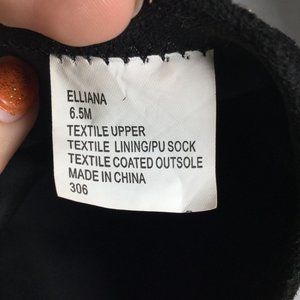 ELLIANA
6.5M
TEXTILE UPPER
TEXTILE LINING/PU SOCK
TEXTILE COATED OUTSOLE
MADE IN CHINA
306